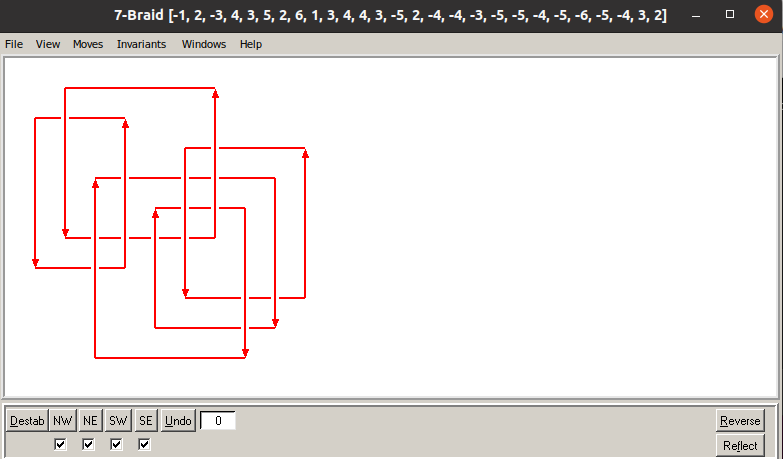 7-Braid [-1, 2, -3, 4, 3, 5, 2, 6, 1, 3, 4, 4, 3, -5, 2, -4, -4, -3, -5, -5, -4, -5, -6, -5, -4, 3, 2]
File View Moves Invariants Windows Help
Destab NW NE SW SE Undo 0 Reverse
Reflect